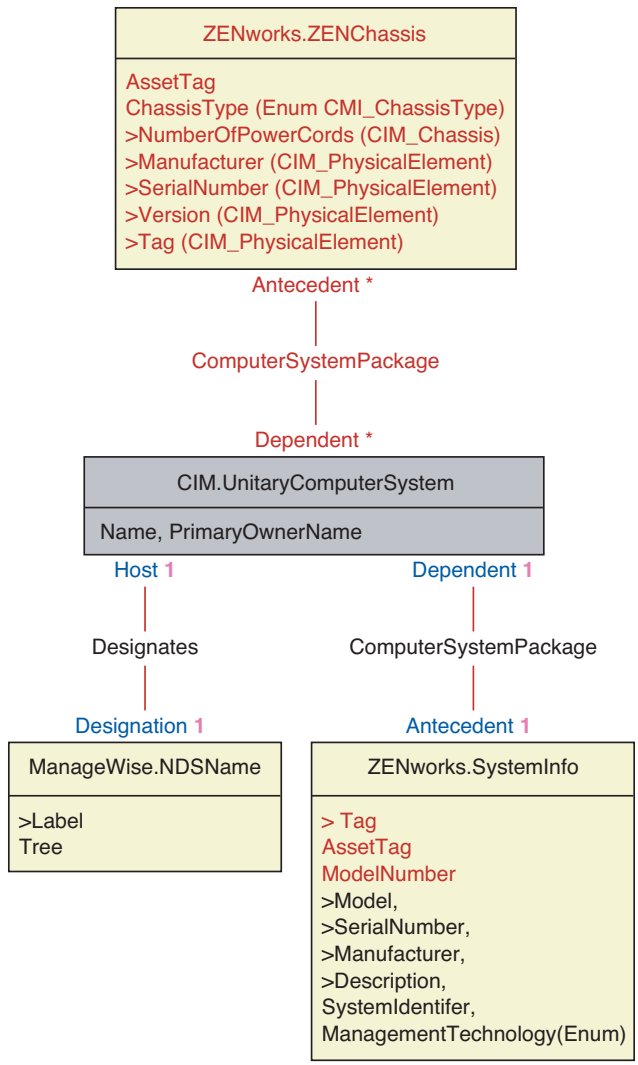 ZENworks.ZENChassis
AssetTag
ChassisType (Enum CMI_ChassisType)
>NumberOfPowerCords (CIM_Chassis)
>Manufacturer (CIM_PhysicalElement)
>SerialNumber (CIM_PhysicalElement)
>Version (CIM_PhysicalElement)
>Tag (CIM_PhysicalElement)
Antecedent *
ComputerSystemPackage
Dependent *
CIM.UnitaryComputerSystem
Name, PrimaryOwnerName
Host 1
Dependent 1
Designates
ComputerSystemPackage
Designation 1
Antecedent 1
ManageWise.NDSName
>Label
Tree
ZENworks.SystemInfo
> Tag
AssetTag
ModelNumber
>Model,
>SerialNumber,
>Manufacturer,
>Description,
SystemIdentifer,
ManagementTechnology(Enum)